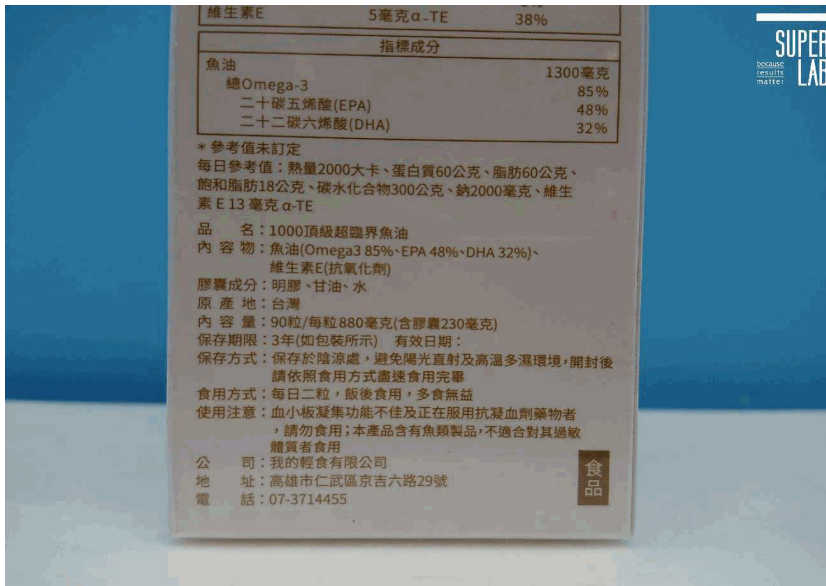 維生素E 5毫克α-TE 38%
指標成分
魚油 1300毫克
總Omega-3 85%
二十碳五烯酸(EPA) 48%
二十二碳六烯酸(DHA) 32%
＊參考值未訂定
每日參考值：熱量2000大卡、蛋白質60公克、脂肪60公克、
飽和脂肪18公克、碳水化合物300公克、鈉2000毫克、維生
素 E 13 毫克 α-TE
品 名：1000頂級超臨界魚油
內 容 物：魚油(Omega3 85%、EPA 48%、DHA 32%)、
維生素E(抗氧化劑)
膠囊成分：明膠、甘油、水
原 產 地：台灣
內 容 量：90粒/每粒880毫克(含膠囊230毫克)
保存期限：3年(如包裝所示) 有效日期：
保存方式：保存於陰涼處，避免陽光直射及高溫多濕環境，開封後
請依照食用方式盡速食用完畢
食用方式：每日二粒，飯後食用，多食無益
使用注意：血小板凝集功能不佳及正在服用抗凝血劑藥物者
，請勿食用；本產品含有魚類製品，不適合對其過敏
體質者食用
公 司：我的輕食有限公司
地 址：高雄市仁武區京吉六路29號
電 話：07-3714455
食品
SUPER
LAB
because
results
matter